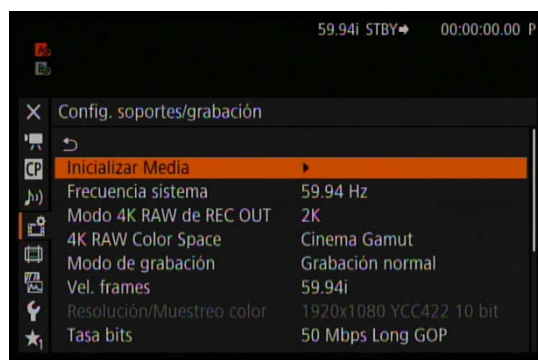 59.94i STBY➡ 00:00:00.00 P
A
B
Config. soportes/grabación
CP
Inicializar Media
Frecuencia sistema 59.94 Hz
Modo 4K RAW de REC OUT 2K
4K RAW Color Space Cinema Gamut
Modo de grabación Grabación normal
Vel. frames 59.94i
Resolución/Muestreo color 1920x1080 YCC422 10 bit
Tasa bits 50 Mbps Long GOP
1